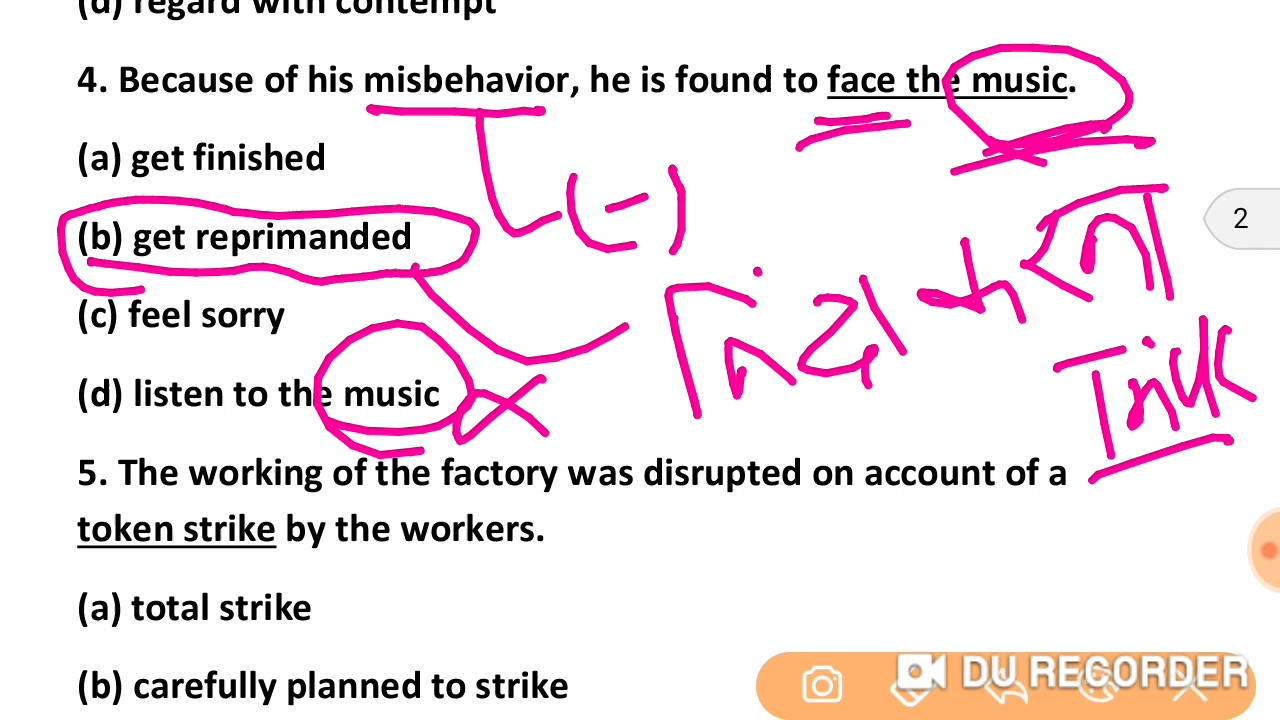 (d) regard with contempt
4. Because of his misbehavior, he is found to face the music.
(a) get finished
(-)
(b) get reprimanded
2
(c) feel sorry
Trick
(d) listen to the music
5. The working of the factory was disrupted on account of a
token strike by the workers.
(a) total strike
(b) carefully planned to strike
DU RECORDER